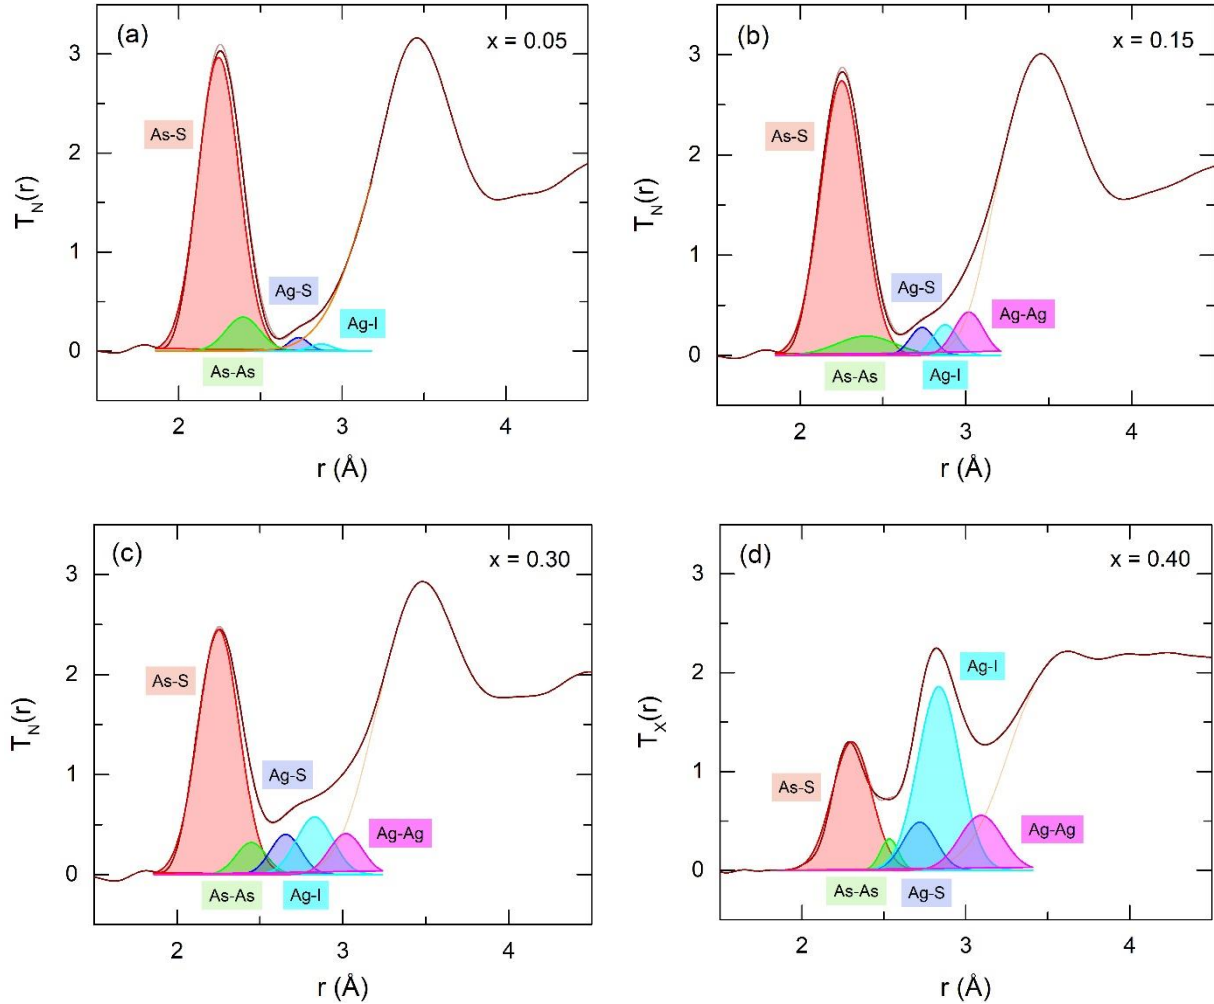 (a)
x = 0.05
3
As-S
2
T_N(r)
1
Ag-S
Ag-I
0
As-As
2
3
4
r (Å)
(b)
x = 0.15
3
As-S
2
T_N(r)
1
Ag-S
Ag-Ag
0
As-As
Ag-I
2
3
4
r (Å)
(c)
x = 0.30
3
As-S
2
T_N(r)
1
Ag-S
Ag-Ag
0
As-As
Ag-I
2
3
4
r (Å)
(d)
x = 0.40
3
Ag-I
2
T_X(r)
1
As-S
Ag-Ag
0
As-As
Ag-S
2
3
4
r (Å)